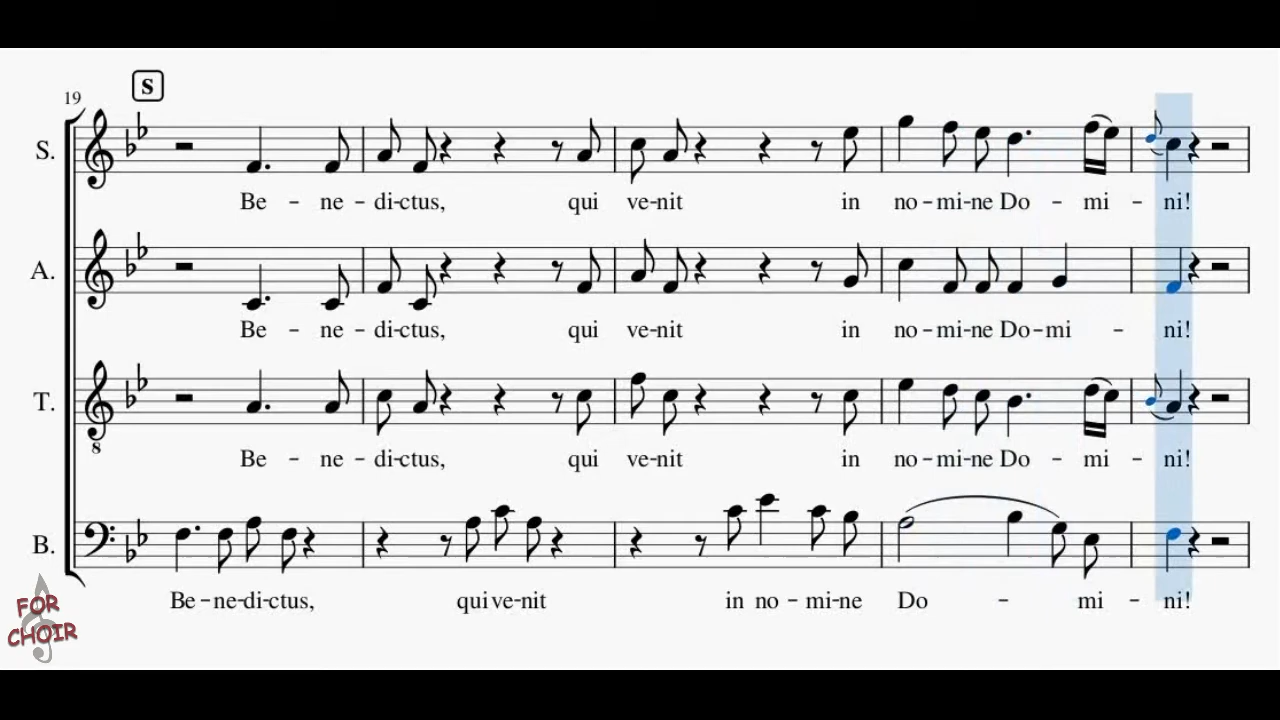 19
S
S.
Be – ne – di-ctus, qui ve-nit in no – mi-ne Do – mi – ni!
A.
Be – ne – di-ctus, qui ve-nit in no – mi-ne Do-mi – ni!
T.
8
Be – ne – di-ctus, qui ve-nit in no – mi-ne Do – mi – ni!
B.
Be – ne-di-ctus, qui ve-nit in no – mi-ne Do – mi – ni!
FOR
CHOIR